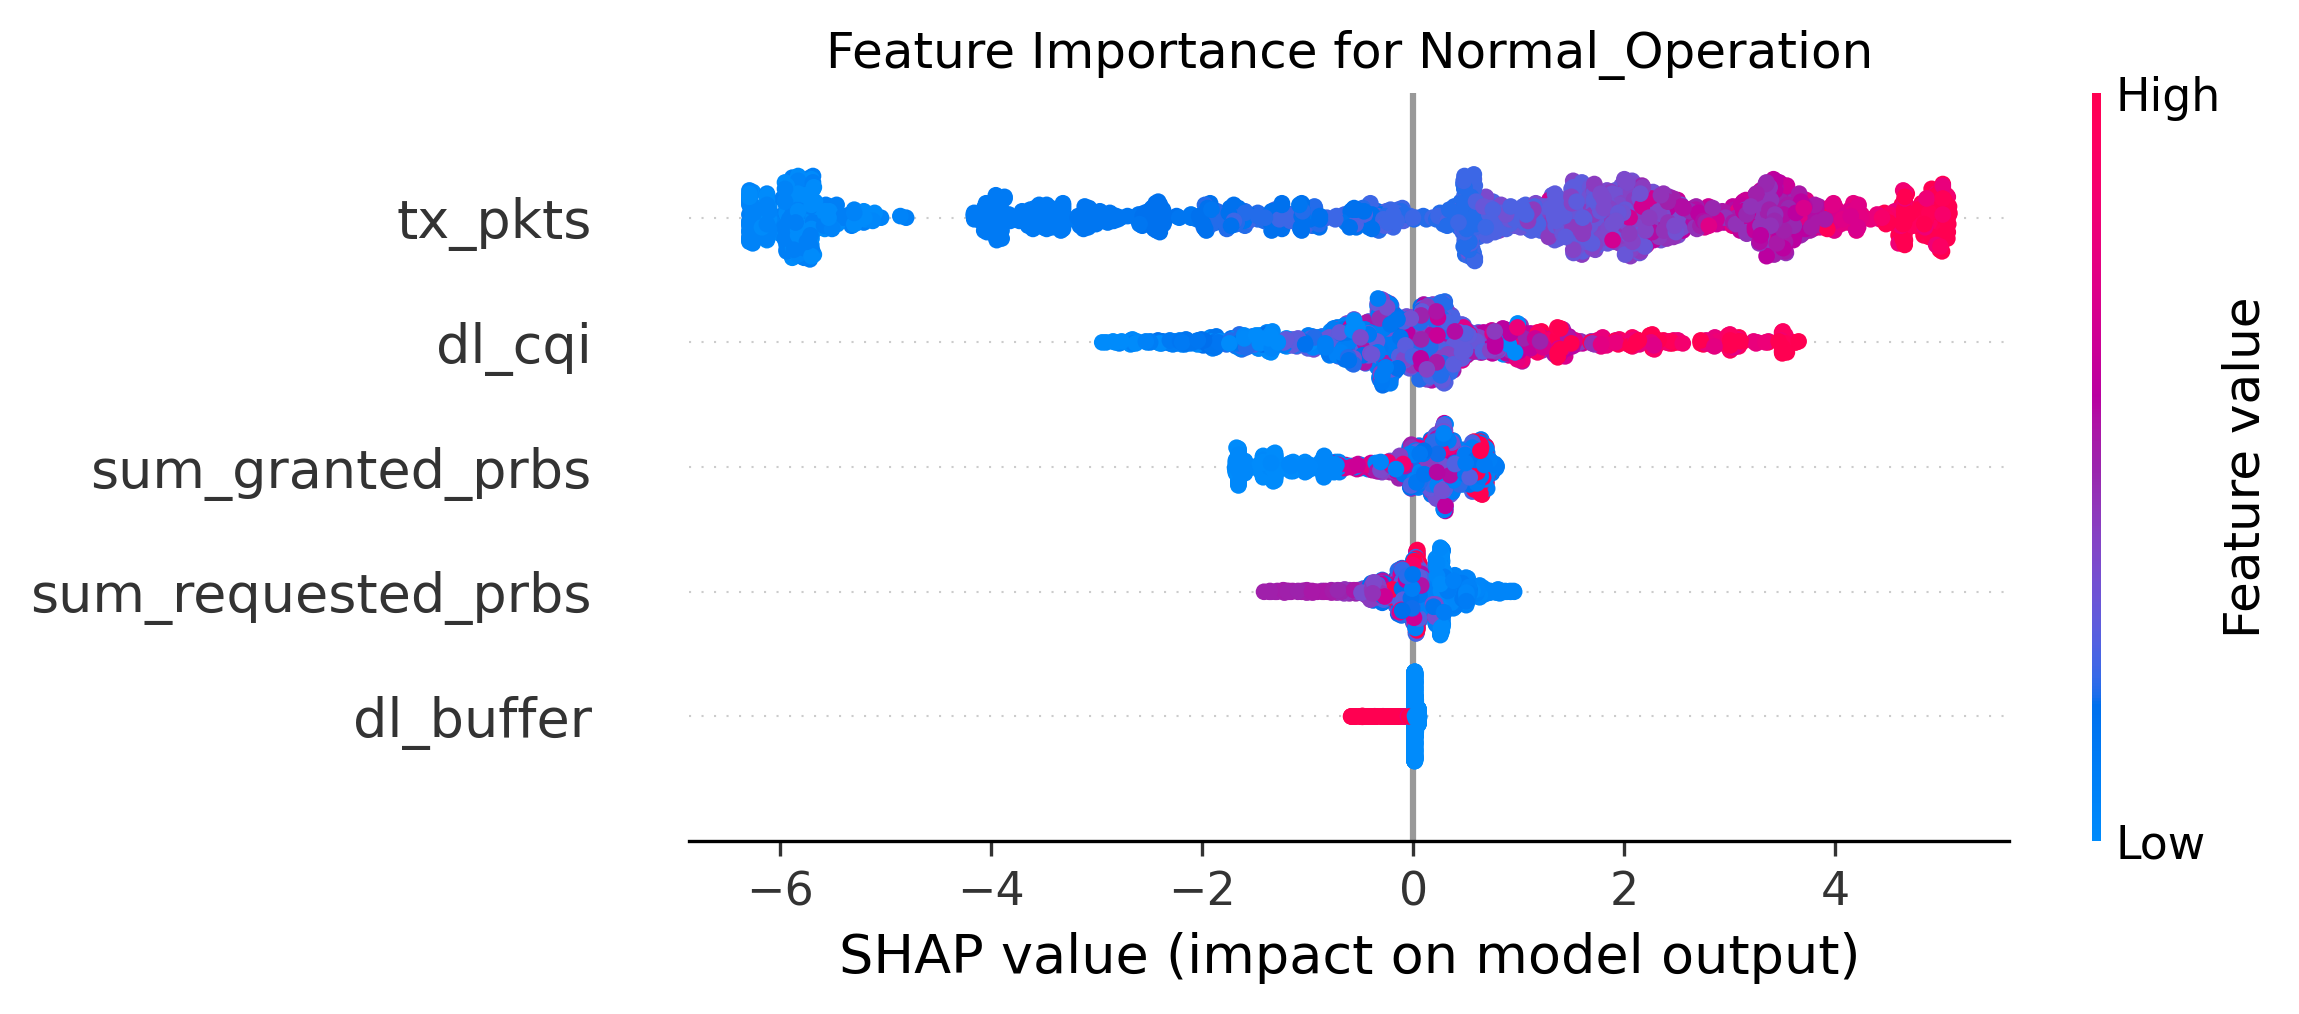 Feature Importance for Normal_Operation
High
tx_pkts
dl_cqi
sum_granted_prbs
sum_requested_prbs
dl_buffer
Feature value
Low
−6 −4 −2 0 2 4
SHAP value (impact on model output)